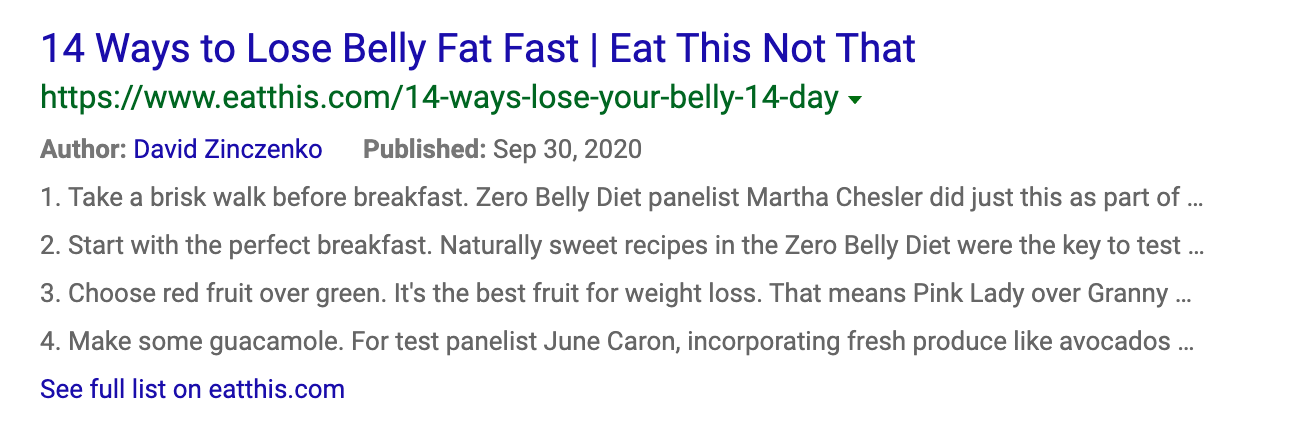 14 Ways to Lose Belly Fat Fast | Eat This Not That
https://www.eatthis.com/14-ways-lose-your-belly-14-day
Author: David Zinczenko Published: Sep 30, 2020
1. Take a brisk walk before breakfast. Zero Belly Diet panelist Martha Chesler did just this as part of ...
2. Start with the perfect breakfast. Naturally sweet recipes in the Zero Belly Diet were the key to test ...
3. Choose red fruit over green. It's the best fruit for weight loss. That means Pink Lady over Granny ...
4. Make some guacamole. For test panelist June Caron, incorporating fresh produce like avocados ...
See full list on eatthis.com